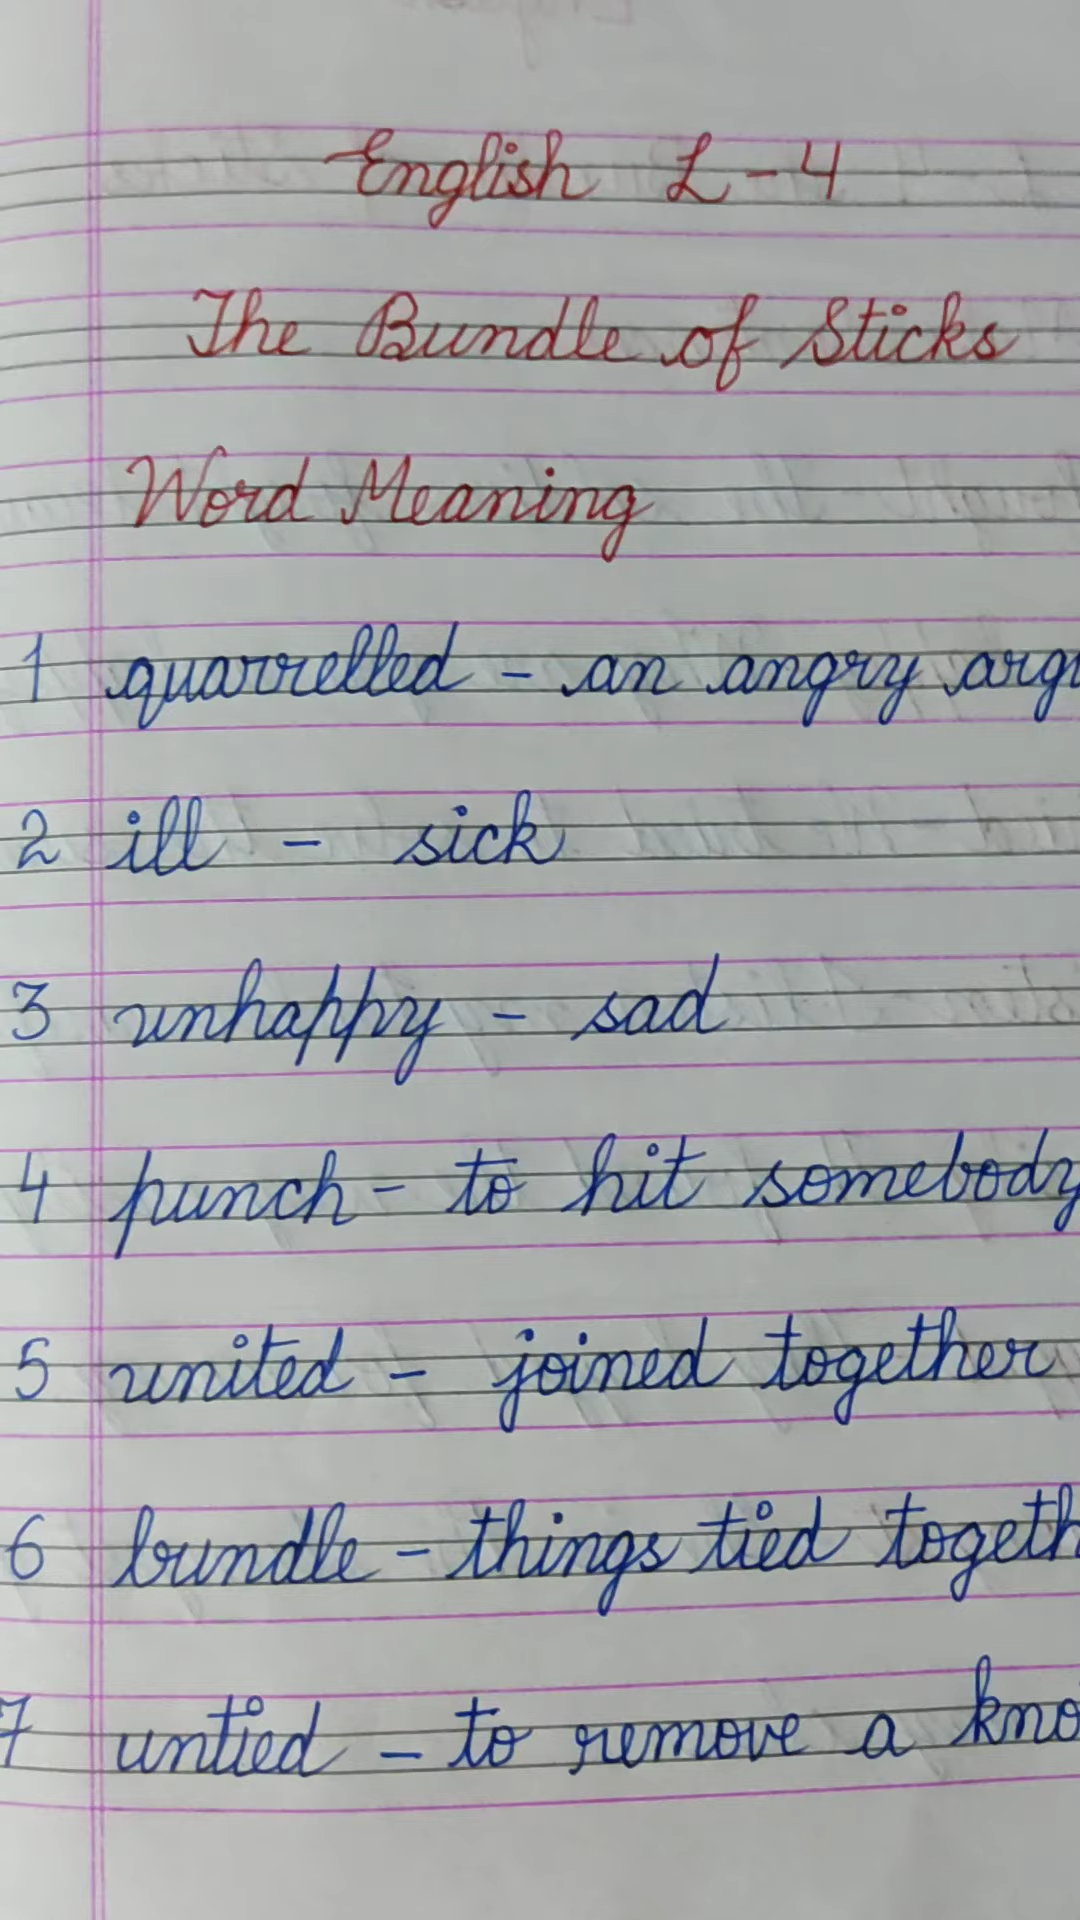 English L-4
The Bundle of Sticks
Word Meaning
1 quarrelled - an angry
2 ill - sick
3 unhappy - sad
4 punch - to hit somebody
5 united - joined together
6 bundle - things tied
7 untied - to remove a